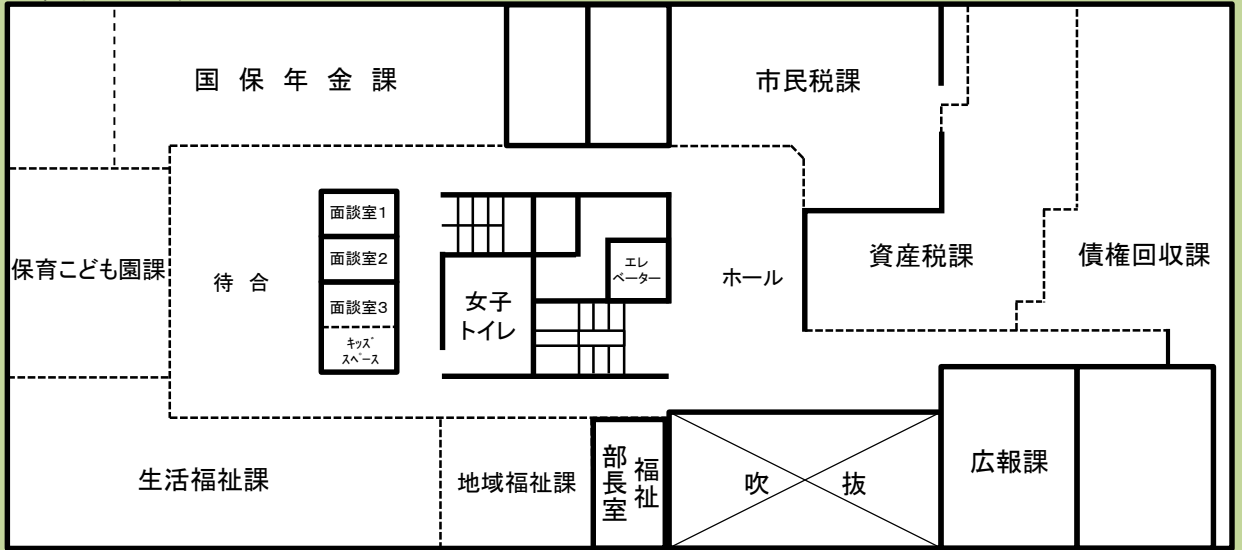 国保年金課
市民税課
面談室1
面談室2
面談室3
キッズ
スペース
保育こども園課
待合
女子
トイレ
エレ
ベーター
ホール
資産税課
債権回収課
生活福祉課
地域福祉課
福祉
部長室
吹抜
広報課